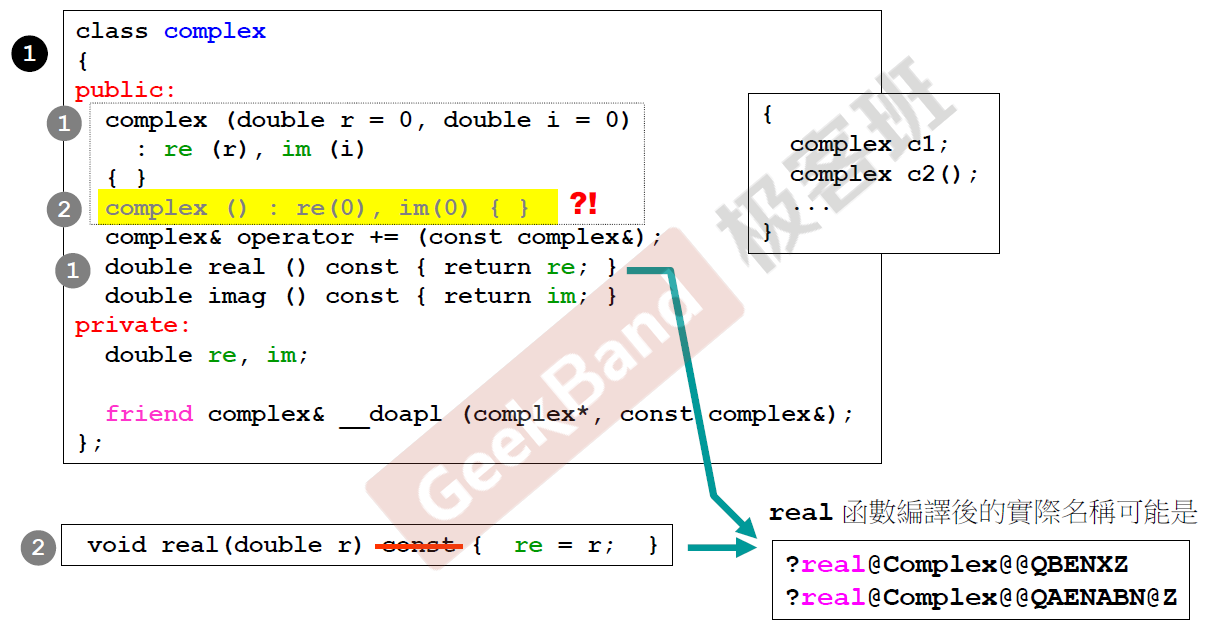 1
class complex
{
public:
1
complex (double r = 0, double i = 0)
: re (r), im (i)
{ }
2
complex () : re(0), im(0) { }
?!
complex& operator += (const complex&);
1
double real () const { return re; }
double imag () const { return im; }
private:
double re, im;
friend complex& __doapl (complex*, const complex&);
};
{
complex c1;
complex c2();
...
}
GeekBand
极客班
2
void real(double r) const { re = r; }
real 函數編譯後的實際名稱可能是
?real@Complex@@QBENXZ
?real@Complex@@QAENABN@Z